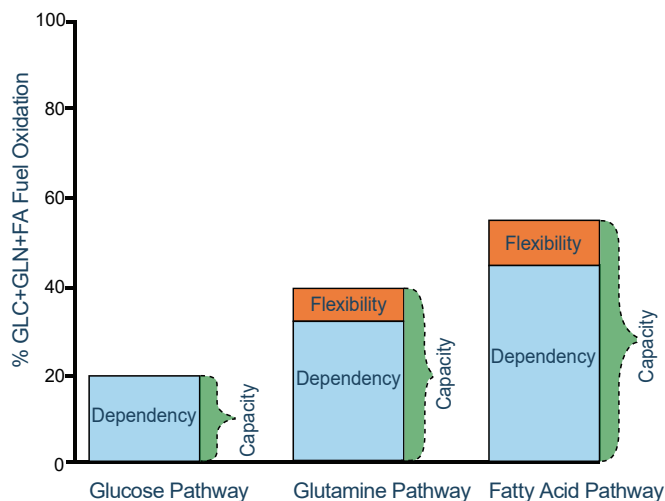 % GLC+GLN+FA Fuel Oxidation
100
80
60
40
20
0
Dependency
Capacity
Flexibility
Dependency
Capacity
Flexibility
Dependency
Capacity
Glucose Pathway
Glutamine Pathway
Fatty Acid Pathway